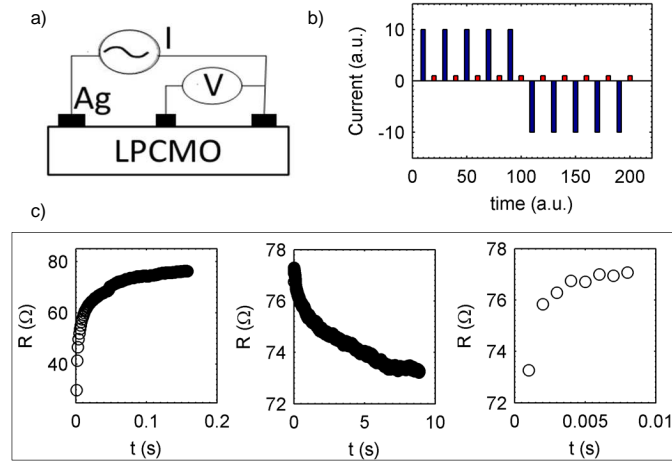 a)
I
V
Ag
LPCMO
b)
Current (a.u.)
10
0
-10
0 50 100 150 200
time (a.u.)
c)
R (Ω)
80
60
40
0 0.1 0.2
t (s)
R (Ω)
78
76
74
72
0 5 10
t (s)
R (Ω)
78
76
74
72
0 0.005 0.01
t (s)